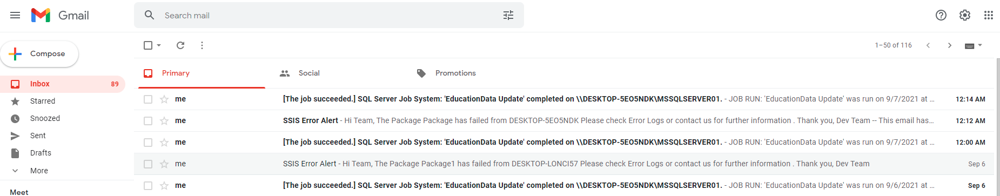 Gmail
Search mail
Compose
1–50 of 116
Primary
Social
Promotions
Inbox 89
Starred
Snoozed
Sent
Drafts
More
Meet
me [The job succeeded.] SQL Server Job System: 'EducationData Update' completed on \\DESKTOP-5EO5NDK\MSSQLSERVER01. - JOB RUN: 'EducationData Update' was run on 9/7/2021 at ... 12:14 AM
me SSIS Error Alert - Hi Team, The Package Package has failed from DESKTOP-5EO5NDK Please check Error Logs or contact us for further information . Thank you, Dev Team -- This email has... 12:12 AM
me [The job succeeded.] SQL Server Job System: 'EducationData Update' completed on \\DESKTOP-5EO5NDK\MSSQLSERVER01. - JOB RUN: 'EducationData Update' was run on 9/7/2021 at ... 12:00 AM
me SSIS Error Alert - Hi Team, The Package Package1 has failed from DESKTOP-LONCI57 Please check Error Logs or contact us for further information . Thank you, Dev Team Sep 6
me [The job succeeded.] SQL Server Job System: 'EducationData Update' completed on \\DESKTOP-5EO5NDK\MSSQLSERVER01. - JOB RUN: 'EducationData Update' was run on 9/6/2021 at ... Sep 6